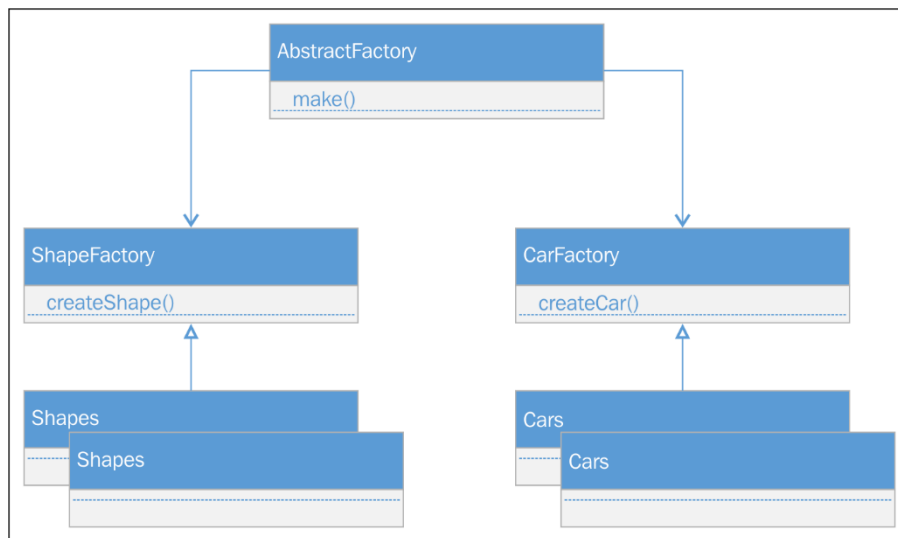 AbstractFactory
make()
ShapeFactory
createShape()
CarFactory
createCar()
Shapes
Shapes
Cars
Cars